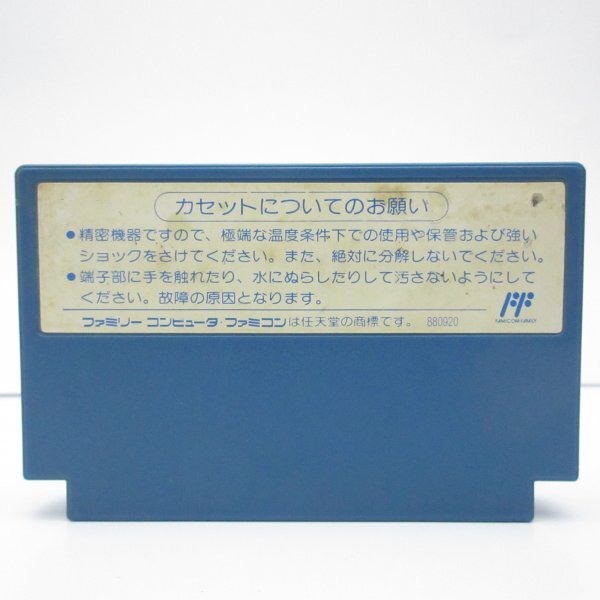 カセットについてのお願い
●精密機器ですので、極端な温度条件下での使用や保管および強い
ショックをさけてください。また、絶対に分解しないでください。
●端子部に手を触れたり、水にぬらしたりして汚さないようにして
ください。故障の原因となります。
ファミリー コンピュータ・ファミコンは任天堂の商標です。 880920
FAMICOM FAMILY